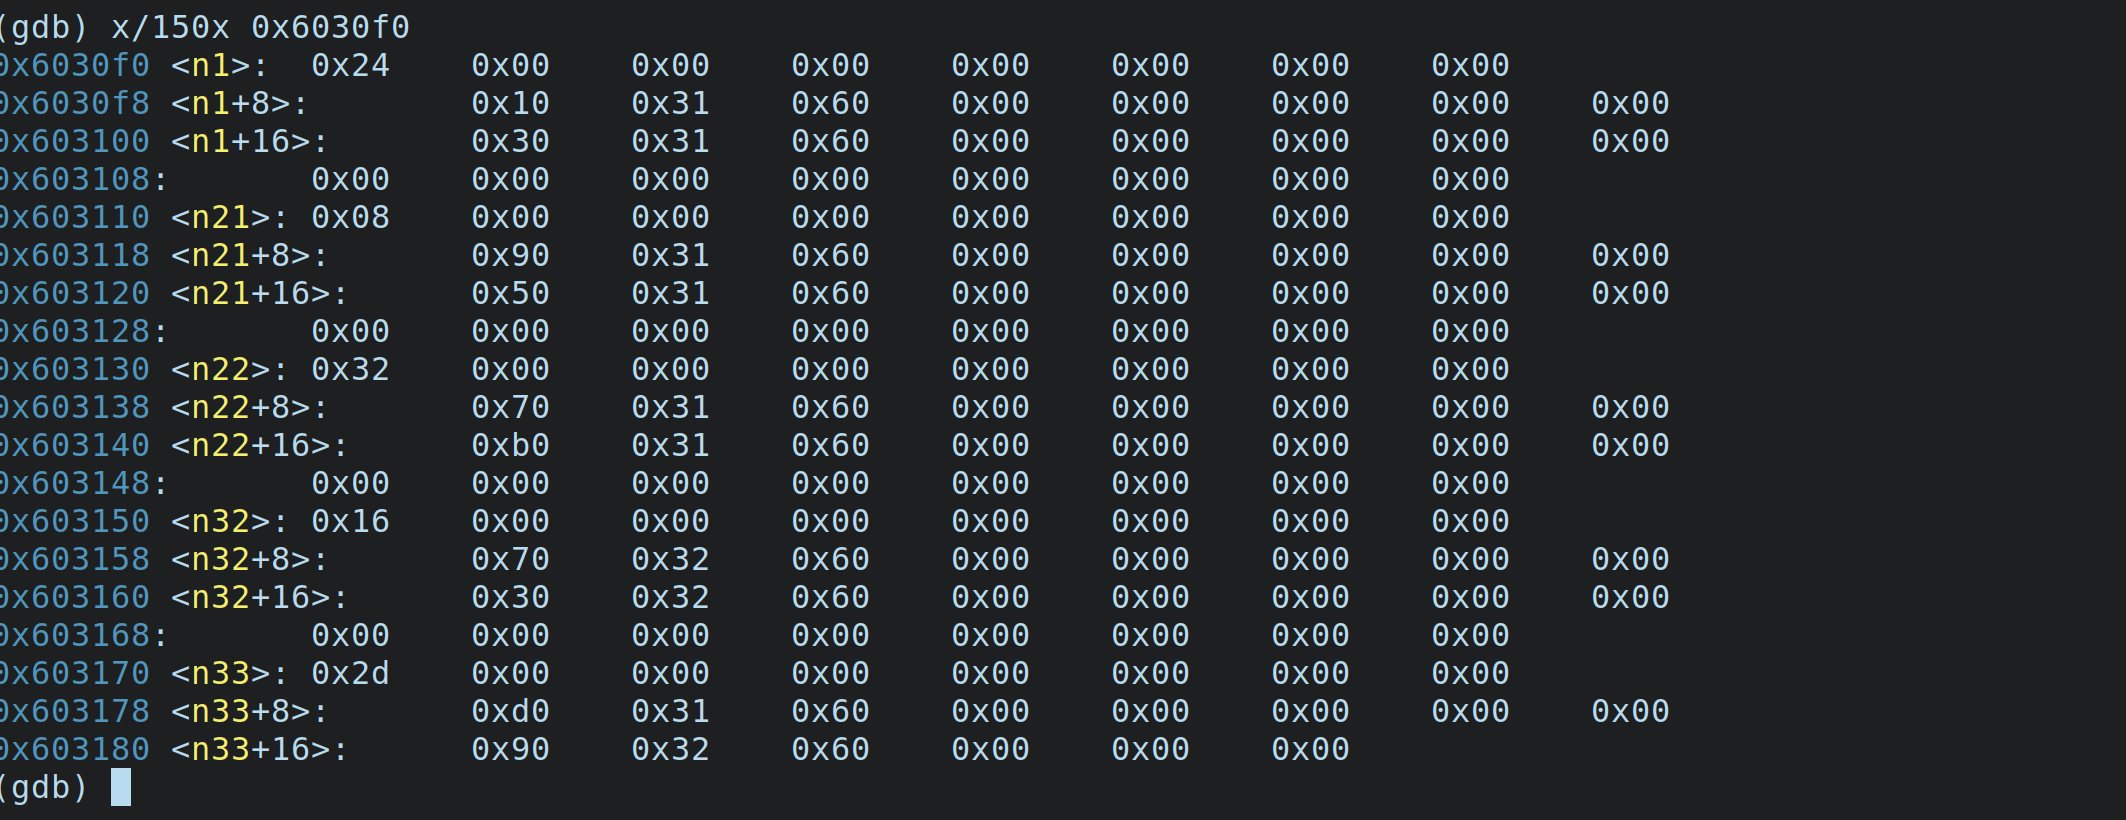 (gdb) x/150x 0x6030f0
0x6030f0 <n1>: 0x24 0x00 0x00 0x00 0x00 0x00 0x00 0x00
0x6030f8 <n1+8>: 0x10 0x31 0x60 0x00 0x00 0x00 0x00 0x00
0x603100 <n1+16>: 0x30 0x31 0x60 0x00 0x00 0x00 0x00 0x00
0x603108: 0x00 0x00 0x00 0x00 0x00 0x00 0x00 0x00
0x603110 <n21>: 0x08 0x00 0x00 0x00 0x00 0x00 0x00 0x00
0x603118 <n21+8>: 0x90 0x31 0x60 0x00 0x00 0x00 0x00 0x00
0x603120 <n21+16>: 0x50 0x31 0x60 0x00 0x00 0x00 0x00 0x00
0x603128: 0x00 0x00 0x00 0x00 0x00 0x00 0x00 0x00
0x603130 <n22>: 0x32 0x00 0x00 0x00 0x00 0x00 0x00 0x00
0x603138 <n22+8>: 0x70 0x31 0x60 0x00 0x00 0x00 0x00 0x00
0x603140 <n22+16>: 0xb0 0x31 0x60 0x00 0x00 0x00 0x00 0x00
0x603148: 0x00 0x00 0x00 0x00 0x00 0x00 0x00 0x00
0x603150 <n32>: 0x16 0x00 0x00 0x00 0x00 0x00 0x00 0x00
0x603158 <n32+8>: 0x70 0x32 0x60 0x00 0x00 0x00 0x00 0x00
0x603160 <n32+16>: 0x30 0x32 0x60 0x00 0x00 0x00 0x00 0x00
0x603168: 0x00 0x00 0x00 0x00 0x00 0x00 0x00 0x00
0x603170 <n33>: 0x2d 0x00 0x00 0x00 0x00 0x00 0x00 0x00
0x603178 <n33+8>: 0xd0 0x31 0x60 0x00 0x00 0x00 0x00 0x00
0x603180 <n33+16>: 0x90 0x32 0x60 0x00 0x00 0x00
(gdb)